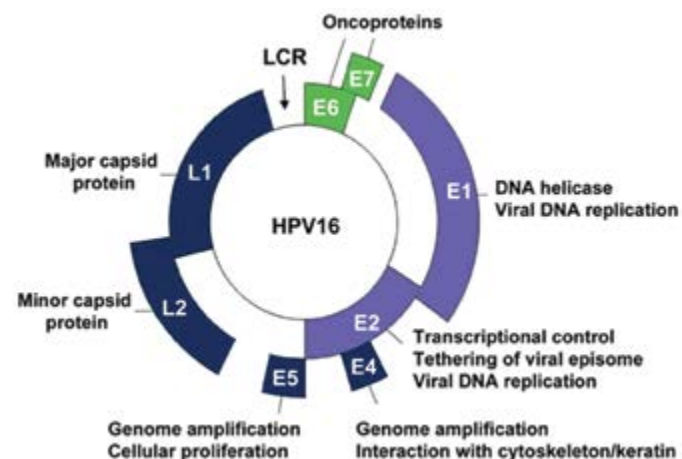 Oncoproteins
LCR
E7
E6
L1
Major capsid
protein
E1
DNA helicase
Viral DNA replication
HPV16
L2
Minor capsid
protein
E2
Transcriptional control
Tethering of viral episome
Viral DNA replication
E4
E5
Genome amplification
Cellular proliferation
Genome amplification
Interaction with cytoskeleton/keratin